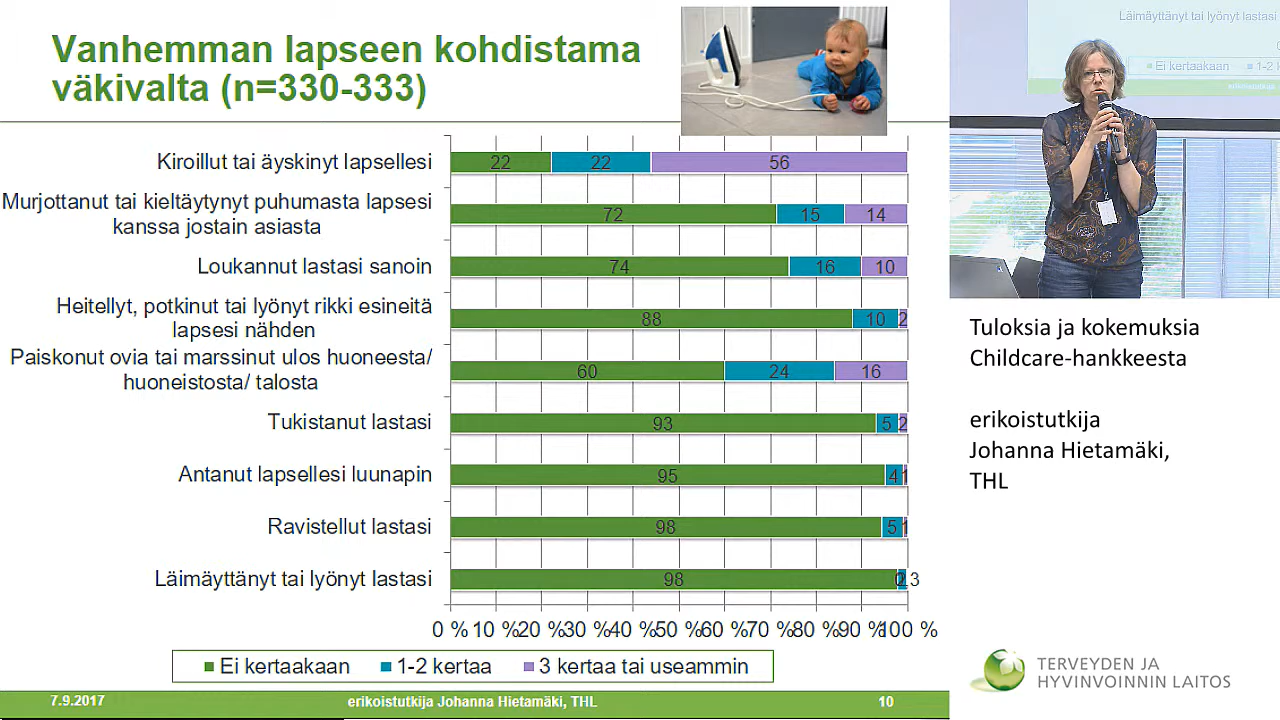 Vanhemman lapseen kohdistama
väkivalta (n=330-333)
Kiroillut tai äyskinyt lapsellesi
22 22 56
Murjottanut tai kieltäytynyt puhumasta lapsesi
kanssa jostain asiasta
72 15 14
Loukannut lastasi sanoin
74 16 10
Heitellyt, potkinut tai lyönyt rikki esineitä
lapsesi nähden
88 10 2
Paiskonut ovia tai marssinut ulos huoneesta/
huoneistosta/ talosta
60 24 16
Tukistanut lastasi
93 5 2
Antanut lapsellesi luunapin
95 4 1
Ravistellut lastasi
98 5 1
Läimäyttänyt tai lyönyt lastasi
98
0 % 10 % 20 % 30 % 40 % 50 % 60 % 70 % 80 % 90 % 100 %
Ei kertaakaan 1-2 kertaa 3 kertaa tai useammin
7.9.2017 erikoistutkija Johanna Hietamäki, THL 10
Läimäyttänyt tai lyönyt lastasi
Ei kertaakaan 1-2 k
erikoistutkija
Tuloksia ja kokemuksia
Childcare-hankkeesta
erikoistutkija
Johanna Hietamäki,
THL
TERVEYDEN JA
HYVINVOINNIN LAITOS